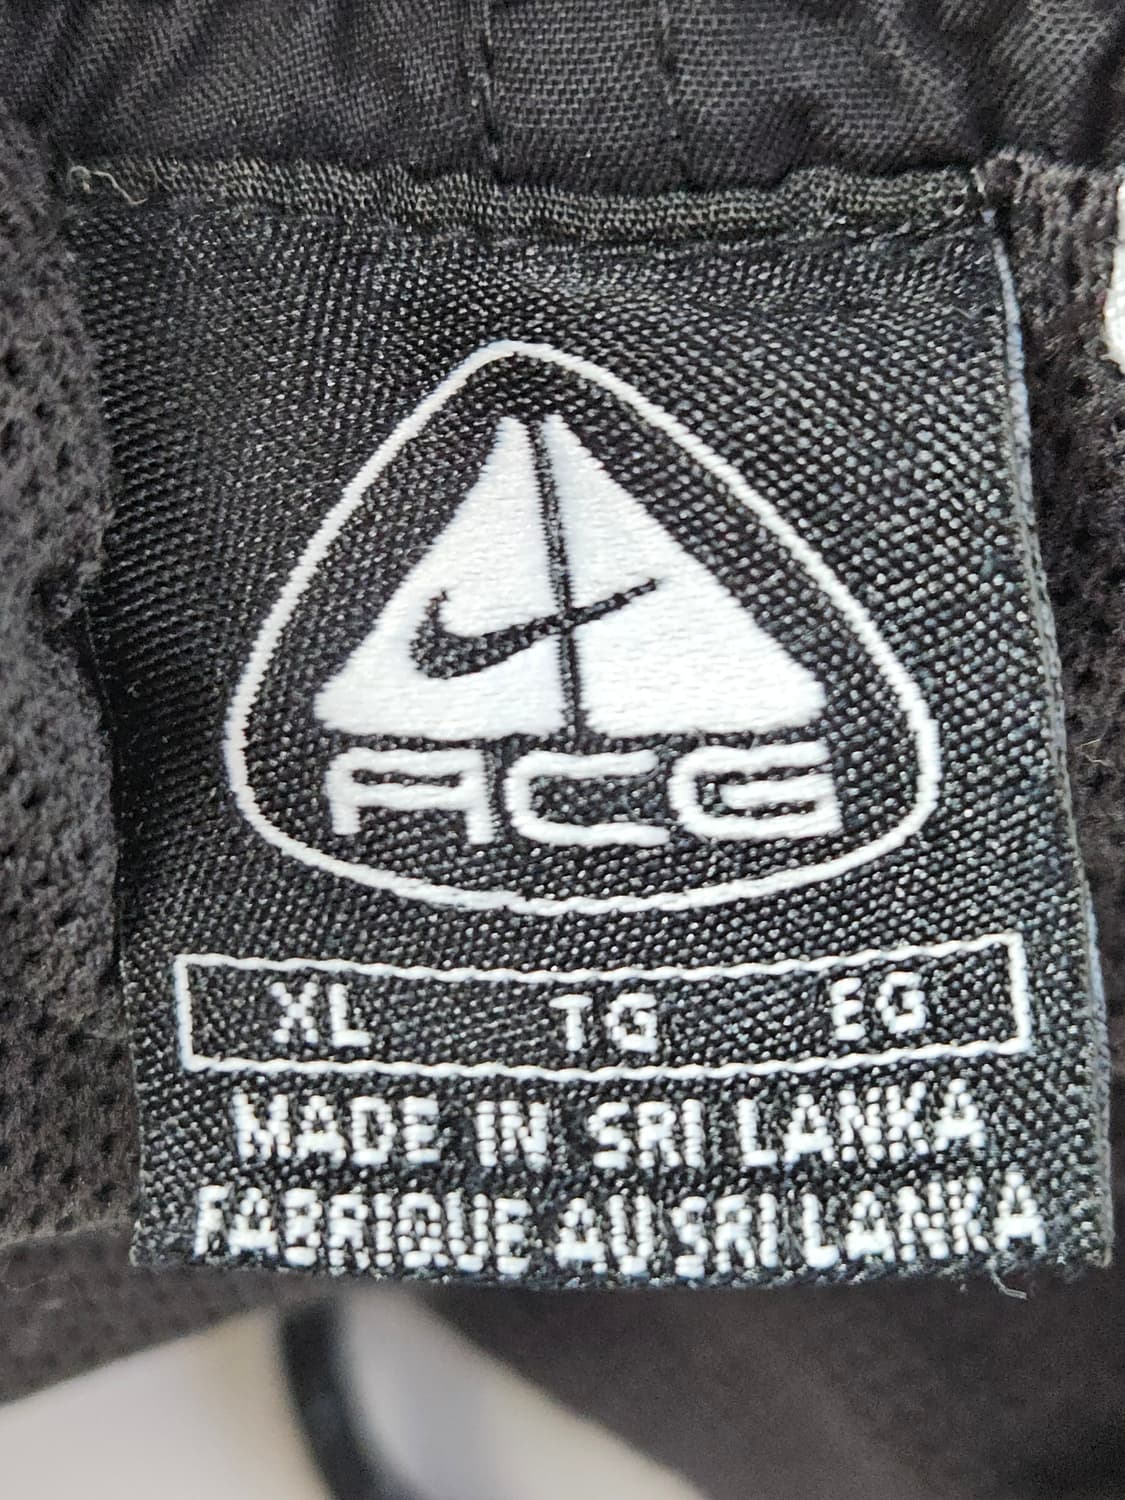 ACG
XL TG EG
MADE IN SRI LANKA
FABRIQUE AU SRI LANKA